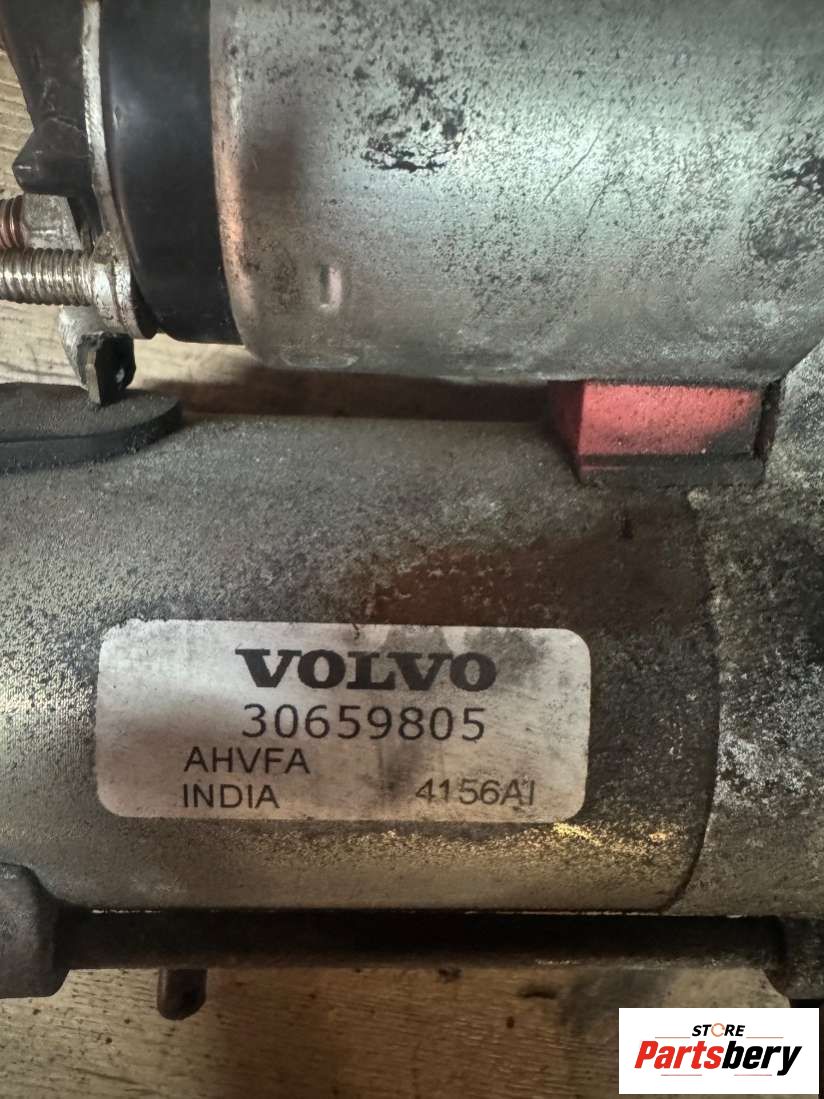 VOLVO
30659805
AHVFA
INDIA 4156AI
STORE
Partsbery